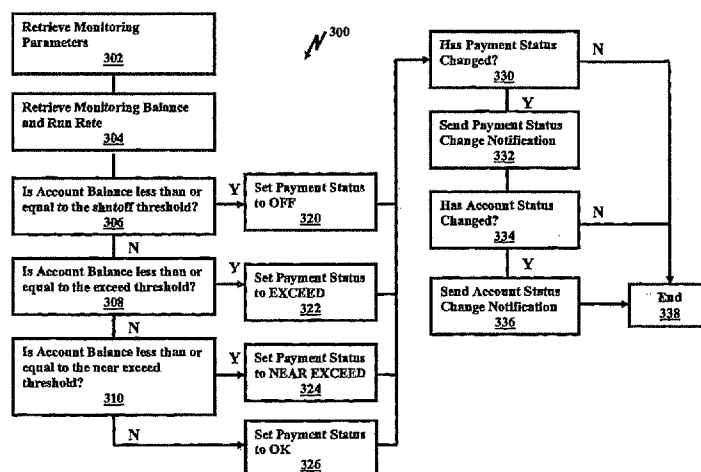 Retrieve Monitoring
Parameters
302
Retrieve Monitoring Balance
and Run Rate
304
Is Account Balance less than or
equal to the shutoff threshold?
306
Y
N
Is Account Balance less than or
equal to the exceed threshold?
308
Y
N
Is Account Balance less than or
equal to the near exceed
threshold?
310
Y
N
Set Payment Status
to OFF
320
Set Payment Status
to EXCEED
322
Set Payment Status
to NEAR EXCEED
324
Set Payment Status
to OK
326
300
Has Payment Status
Changed?
330
N
Y
Send Payment Status
Change Notification
332
Has Account Status
Changed?
334
N
Y
Send Account Status
Change Notification
336
End
338